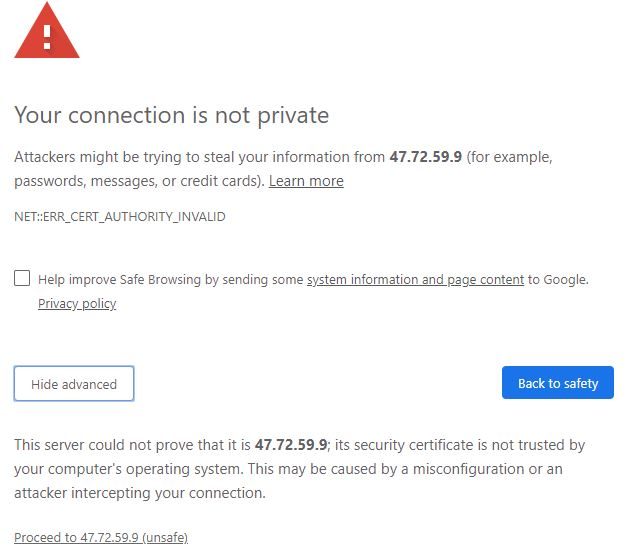 Your connection is not private
Attackers might be trying to steal your information from 47.72.59.9 (for example,
passwords, messages, or credit cards). Learn more
NET::ERR_CERT_AUTHORITY_INVALID
Help improve Safe Browsing by sending some system information and page content to Google.
Privacy policy
Hide advanced
Back to safety
This server could not prove that it is 47.72.59.9; its security certificate is not trusted by
your computer's operating system. This may be caused by a misconfiguration or an
attacker intercepting your connection.
Proceed to 47.72.59.9 (unsafe)